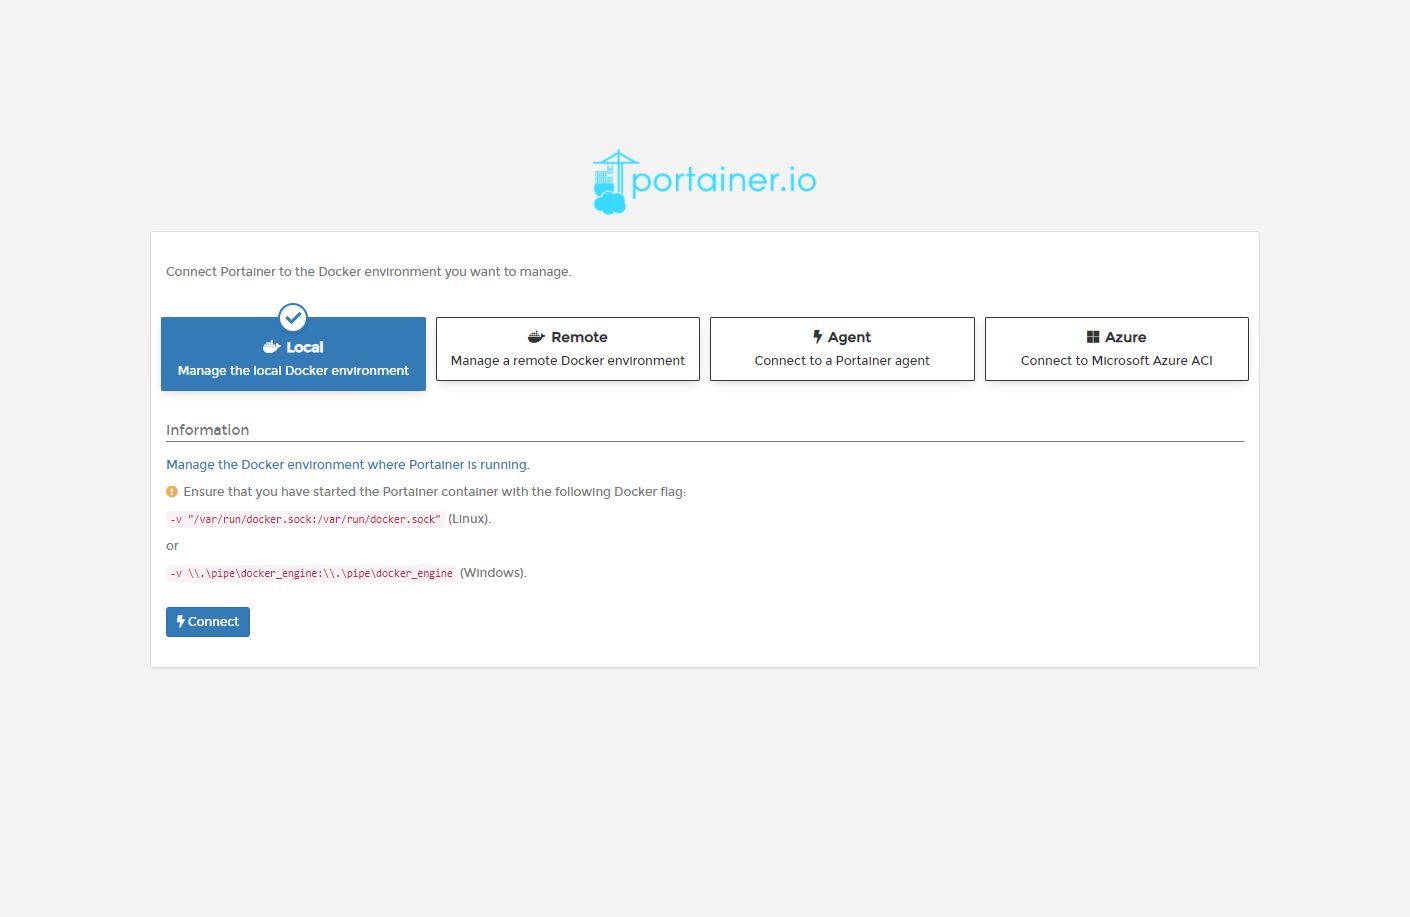 portainer.io
Connect Portainer to the Docker environment you want to manage.
Local
Manage the local Docker environment
Remote
Manage a remote Docker environment
Agent
Connect to a Portainer agent
Azure
Connect to Microsoft Azure ACI
Information
Manage the Docker environment where Portainer is running.
Ensure that you have started the Portainer container with the following Docker flag:
-v "/var/run/docker.sock:/var/run/docker.sock" (Linux).
or
-v \\.\pipe\docker_engine:\\.\pipe\docker_engine (Windows).
Connect